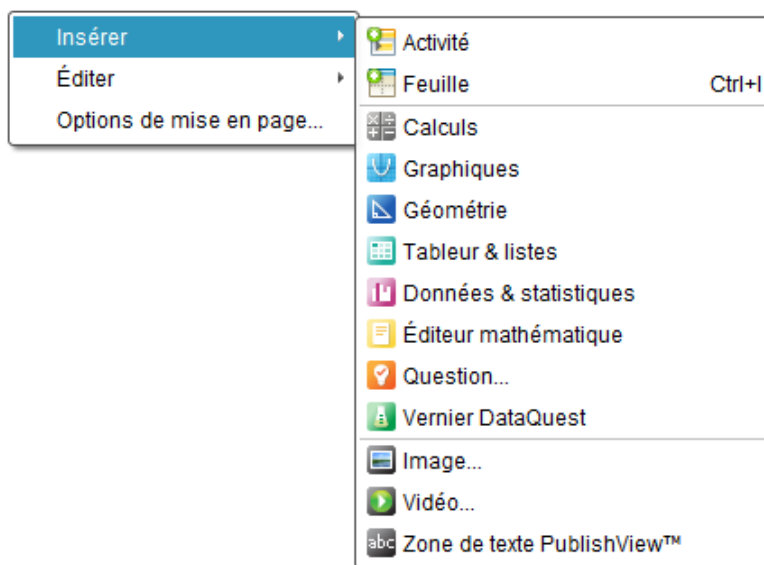 Insérer
Éditer
Options de mise en page...
Activité
Feuille Ctrl+I
Calculs
Graphiques
Géométrie
Tableur & listes
Données & statistiques
Éditeur mathématique
Question...
Vernier DataQuest
Image...
Vidéo...
abc Zone de texte PublishView™